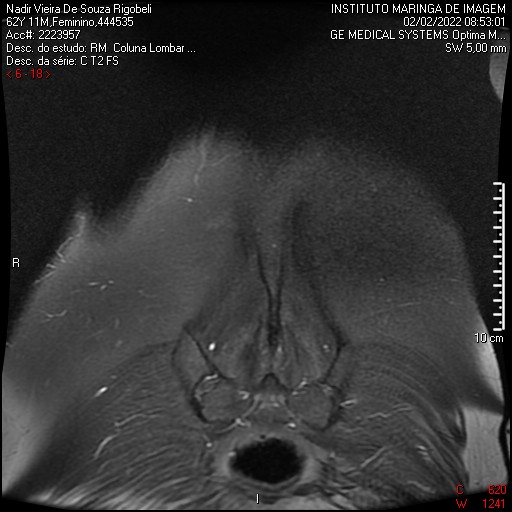 Nadir Vieira De Souza Rigobeli
62Y 11M,Feminino,444535
Acc#: 2223957
Desc. do estudo: RM Coluna Lombar ...
Desc. da série: C T2 FS
< 6 - 18 >
INSTITUTO MARINGA DE IMAGEM
02/02/2022 08:53:01
GE MEDICAL SYSTEMS Optima M...
SW 5,00 mm
R
10 cm
I
G 620
W 1241